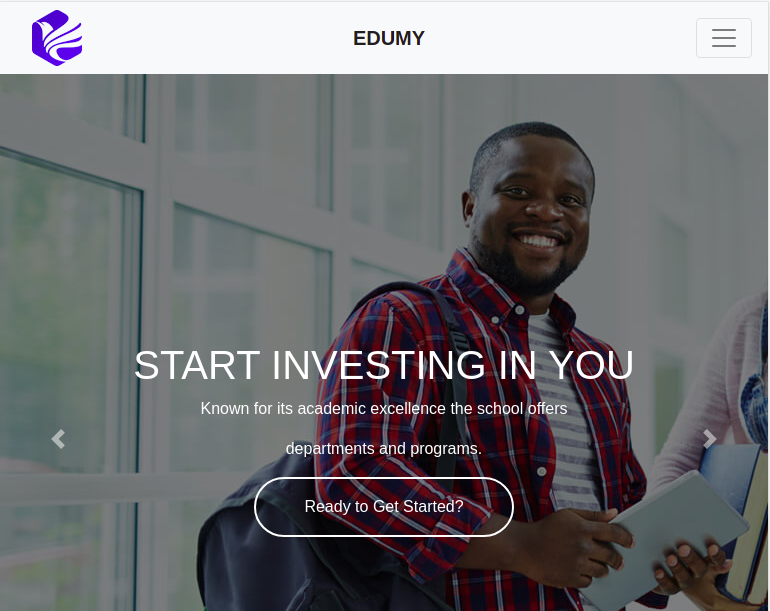 EDUMY
START INVESTING IN YOU
Known for its academic excellence the school offers
departments and programs.
Ready to Get Started?